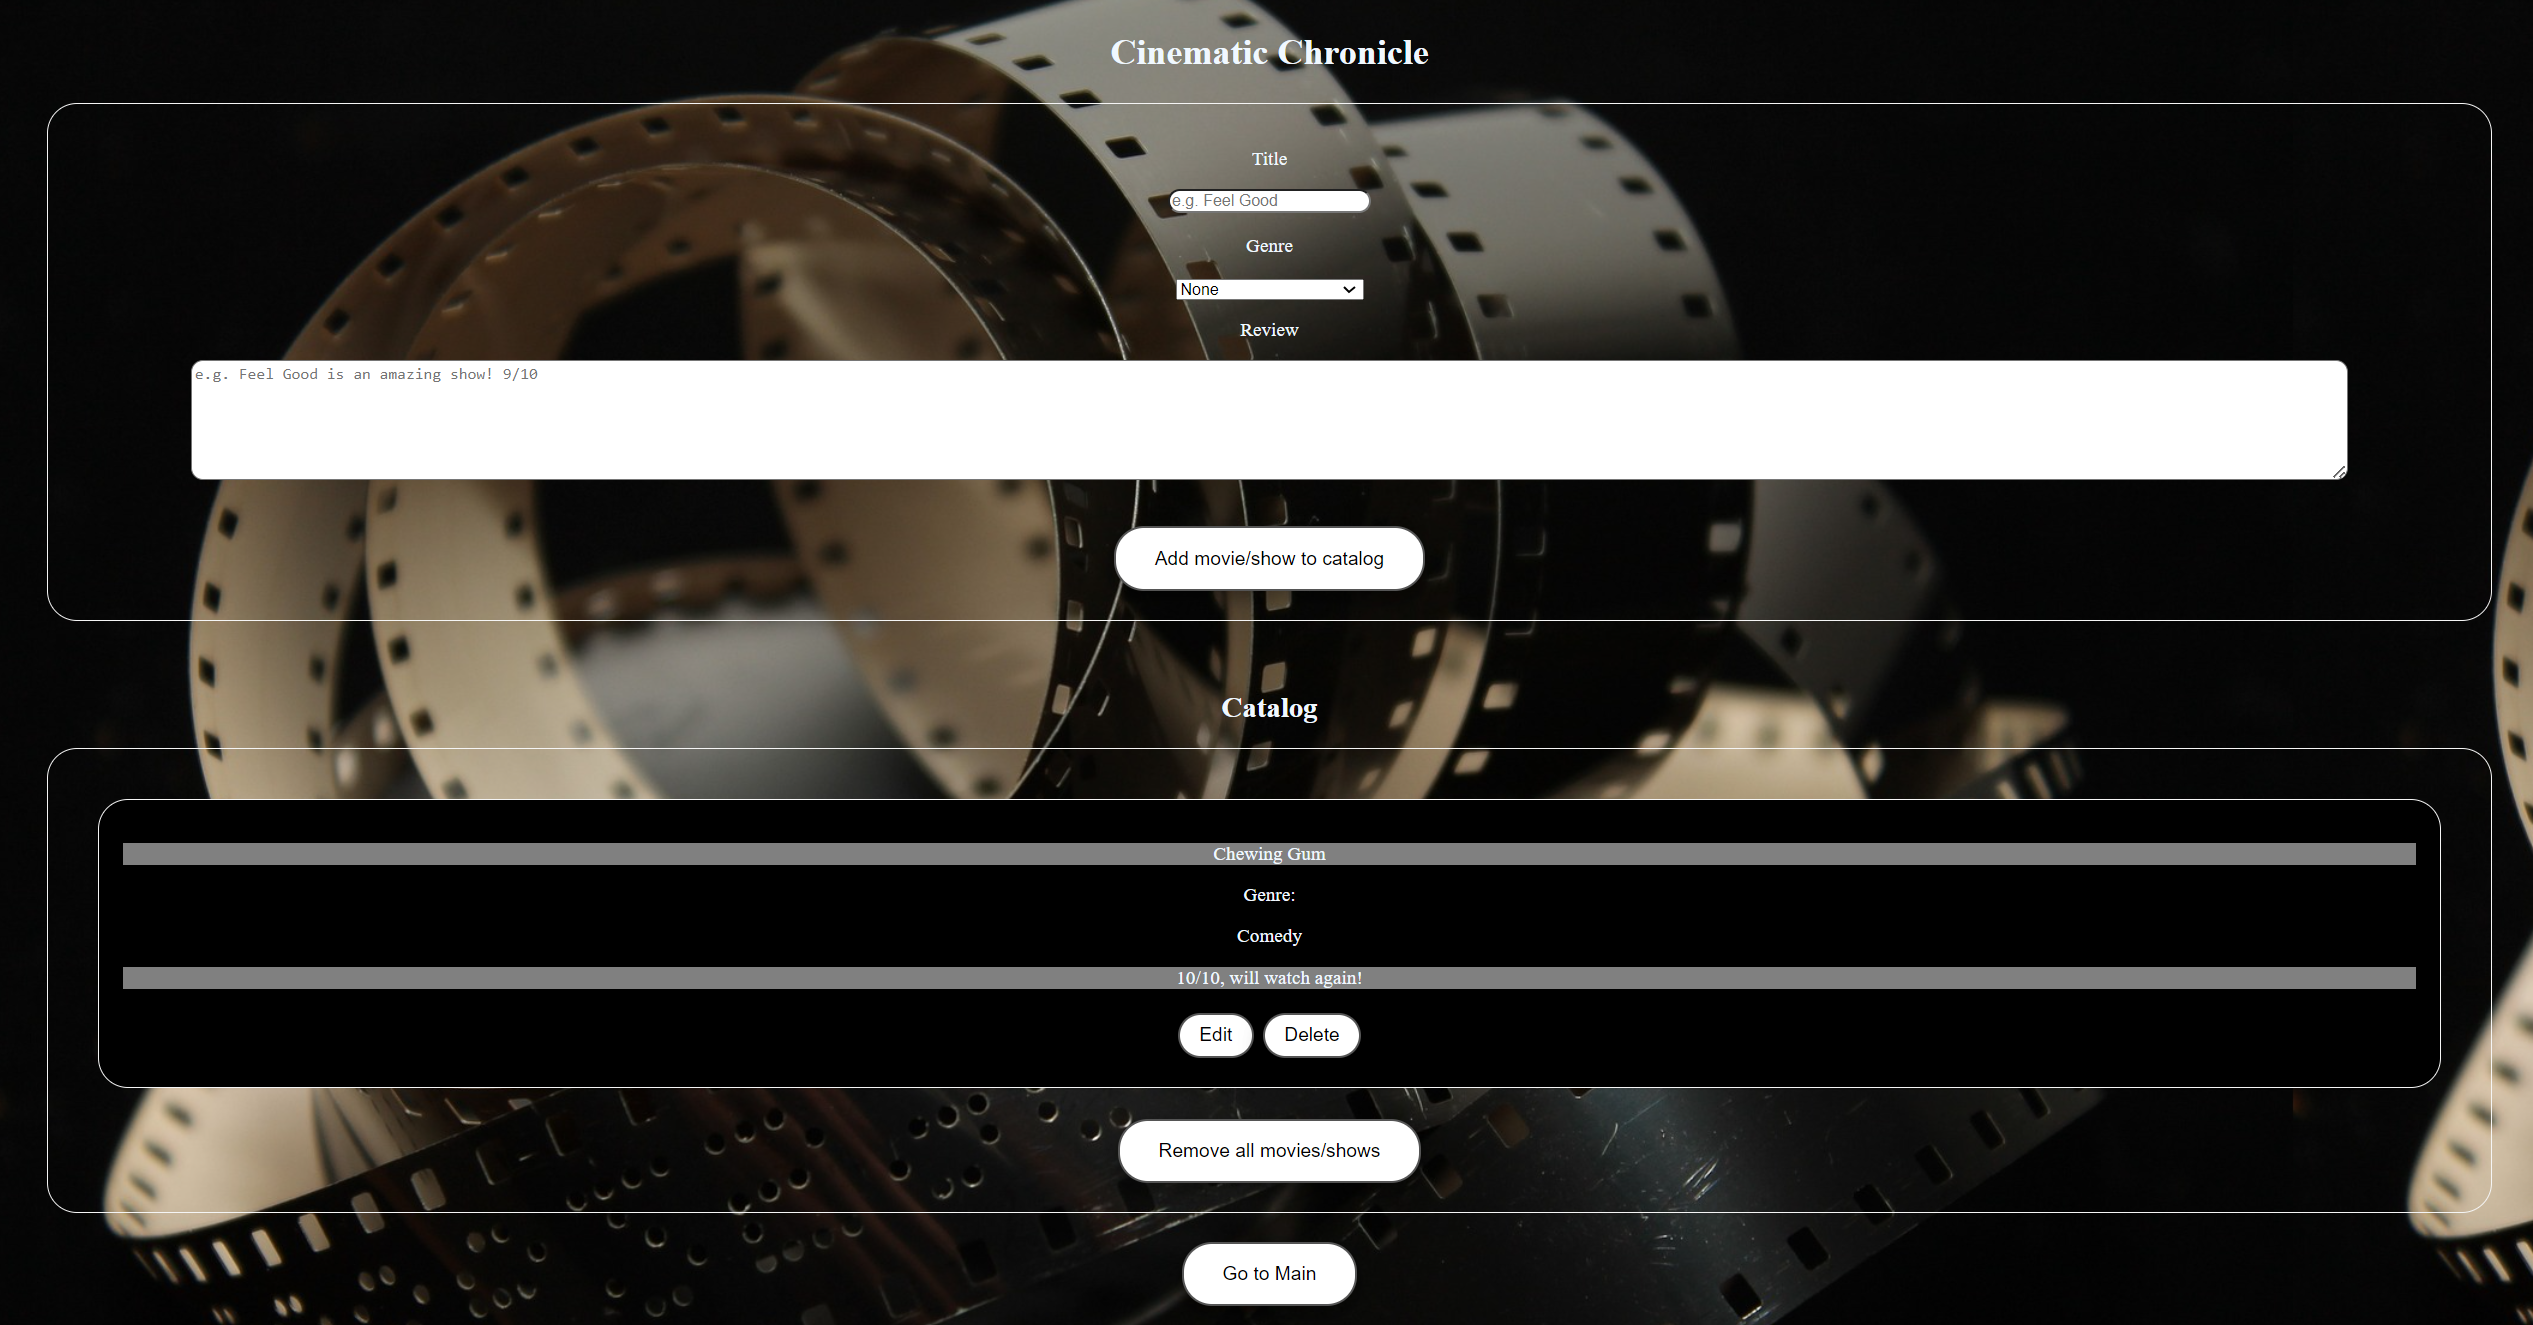 Cinematic Chronicle
Title
e.g. Feel Good
Genre
None
Review
e.g. Feel Good is an amazing show! 9/10
Add movie/show to catalog
Catalog
Chewing Gum
Genre:
Comedy
10/10, will watch again!
Edit Delete
Remove all movies/shows
Go to Main